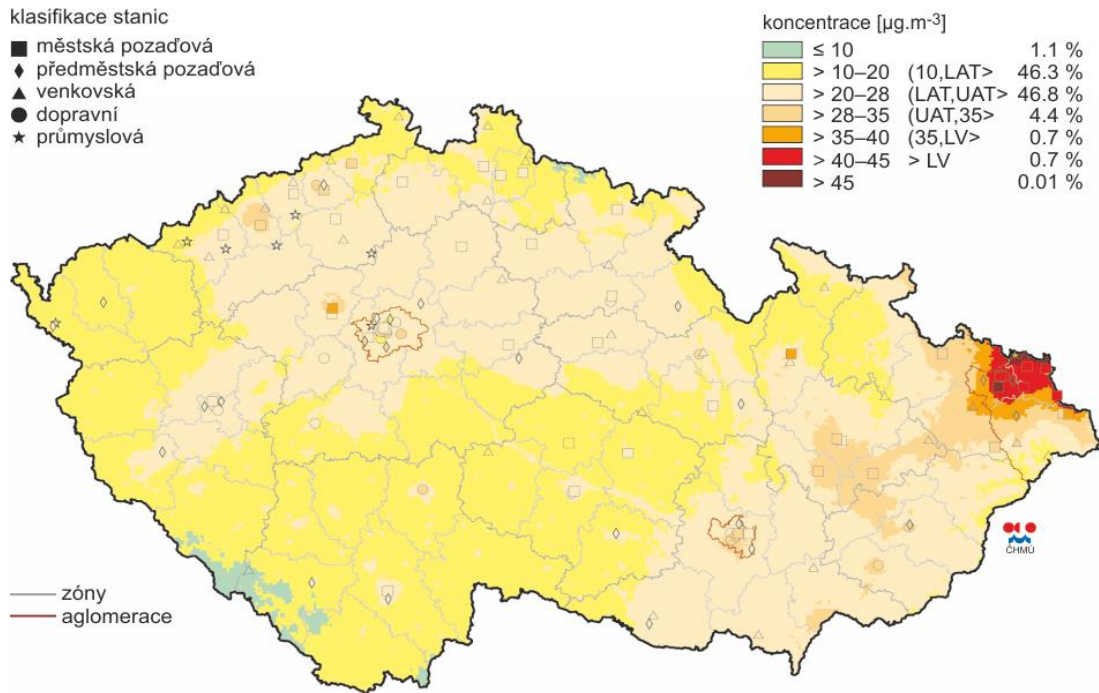 klasifikace stanic
■ městská pozaďová
♦ předměstská pozaďová
▲ venkovská
● dopravní
★ průmyslová
koncentrace [µg.m-3]
≤ 10 1.1 %
> 10–20 (10,LAT> 46.3 %
> 20–28 (LAT,UAT> 46.8 %
> 28–35 (UAT,35> 4.4 %
> 35–40 (35,LV> 0.7 %
> 40–45 > LV 0.7 %
> 45 0.01 %
ČHMÚ
zóny
aglomerace